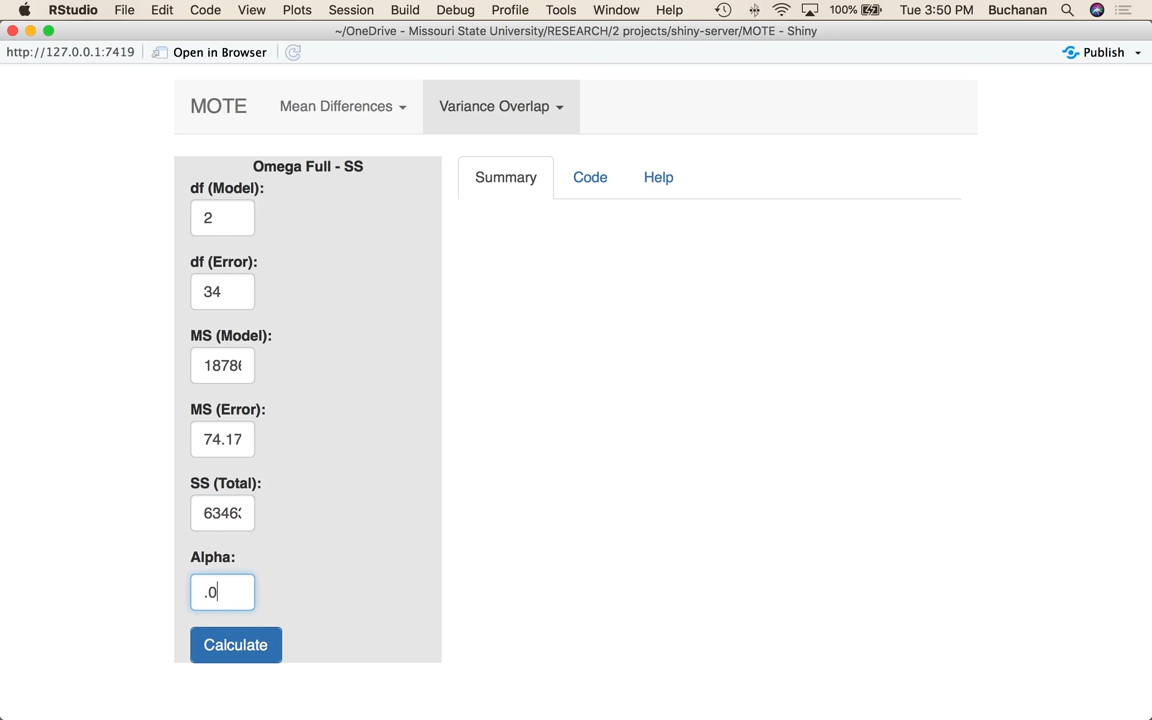 RStudio File Edit Code View Plots Session Build Debug Profile Tools Window Help 100% Tue 3:50 PM Buchanan
~/OneDrive - Missouri State University/RESEARCH/2 projects/shiny-server/MOTE - Shiny
http://127.0.0.1:7419 Open in Browser Publish
MOTE Mean Differences Variance Overlap
Omega Full - SS
Summary Code Help
df (Model):
2
df (Error):
34
MS (Model):
18786
MS (Error):
74.17
SS (Total):
63463
Alpha:
.0
Calculate